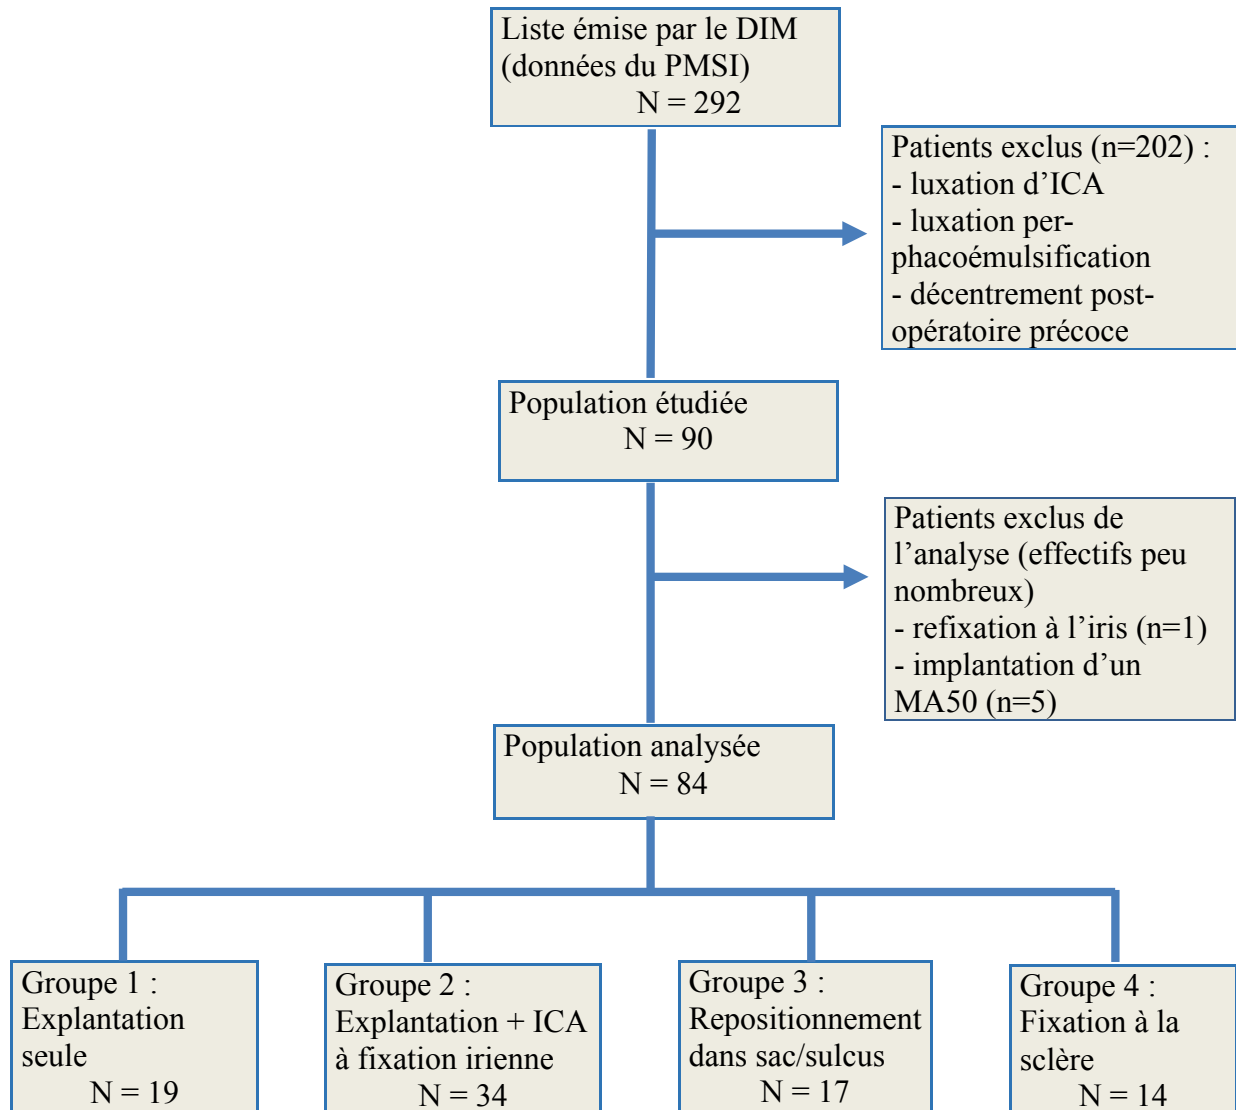 Liste émise par le DIM
(données du PMSI)
N = 292
Patients exclus (n=202) :
- luxation d’ICA
- luxation per-
phacoémulsification
- décentrement post-
opératoire précoce
Population étudiée
N = 90
Patients exclus de
l’analyse (effectifs peu
nombreux)
- refixation à l’iris (n=1)
- implantation d’un
MA50 (n=5)
Population analysée
N = 84
Groupe 1 :
Explantation
seule
N = 19
Groupe 2 :
Explantation + ICA
à fixation irienne
N = 34
Groupe 3 :
Repositionnement
dans sac/sulcus
N = 17
Groupe 4 :
Fixation à la
sclère
N = 14